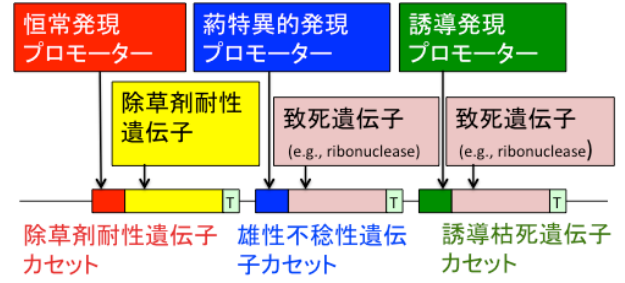 恒常発現
プロモーター
葯特異的発現
プロモーター
誘導発現
プロモーター
除草剤耐性
遺伝子
致死遺伝子
(e.g., ribonuclease)
致死遺伝子
(e.g., ribonuclease)
T
T
T
除草剤耐性遺伝子
カセット
雄性不稔性遺伝
子カセット
誘導枯死遺伝子
カセット